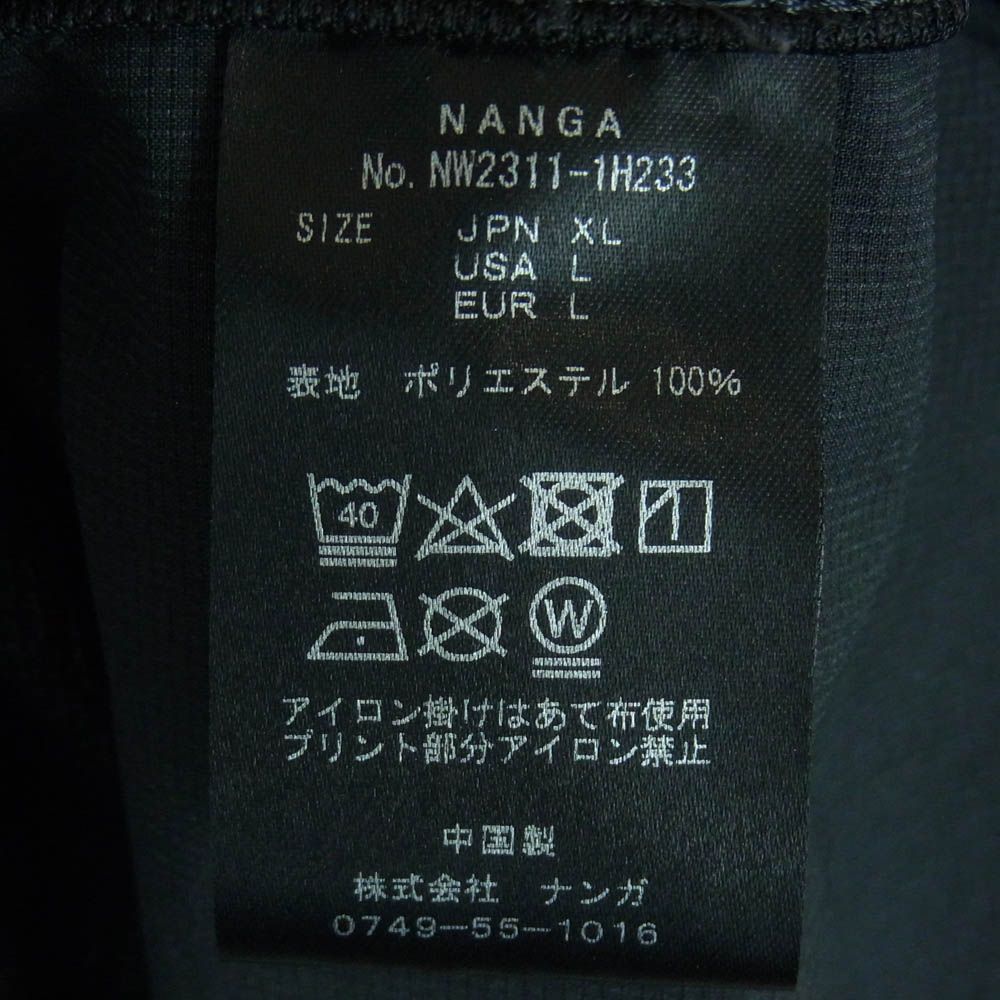 NANGA
No. NW2311-1H233
SIZE JPN XL
USA L
EUR L
表地 ポリエステル 100%
40
W
アイロン掛けはあて布使用
プリント部分アイロン禁止
中国製
株式会社 ナンガ
0749-55-1016